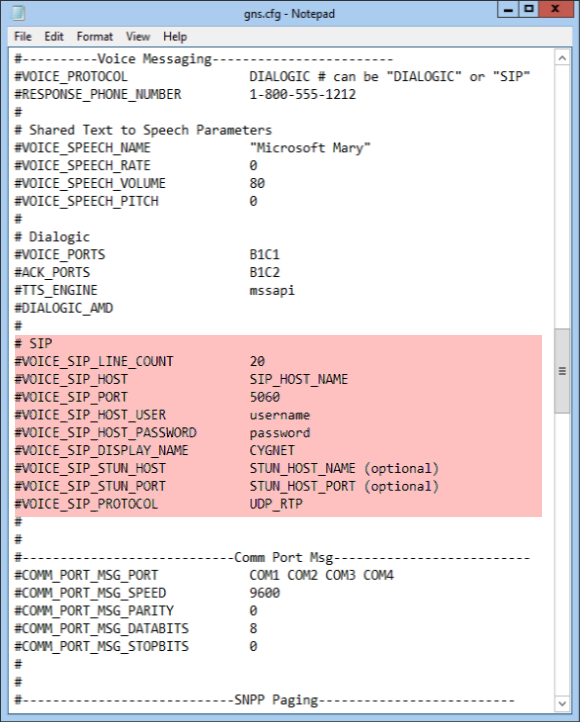 gns.cfg - Notepad
File Edit Format View Help
#----------Voice Messaging------------------------
#VOICE_PROTOCOL DIALOGIC # can be "DIALOGIC" or "SIP"
#RESPONSE_PHONE_NUMBER 1-800-555-1212
#
# Shared Text to Speech Parameters
#VOICE_SPEECH_NAME "Microsoft Mary"
#VOICE_SPEECH_RATE 0
#VOICE_SPEECH_VOLUME 80
#VOICE_SPEECH_PITCH 0
#
# Dialogic
#VOICE_PORTS B1C1
#ACK_PORTS B1C2
#TTS_ENGINE mssapi
#DIALOGIC_AMD
#
# SIP
#VOICE_SIP_LINE_COUNT 20
#VOICE_SIP_HOST SIP_HOST_NAME
#VOICE_SIP_PORT 5060
#VOICE_SIP_HOST_USER username
#VOICE_SIP_HOST_PASSWORD password
#VOICE_SIP_DISPLAY_NAME CYGNET
#VOICE_SIP_STUN_HOST STUN_HOST_NAME (optional)
#VOICE_SIP_STUN_PORT STUN_HOST_PORT (optional)
#VOICE_SIP_PROTOCOL UDP_RTP
#
#
#---------------------------Comm Port Msg-------------------------
#COMM_PORT_MSG_PORT COM1 COM2 COM3 COM4
#COMM_PORT_MSG_SPEED 9600
#COMM_PORT_MSG_PARITY 0
#COMM_PORT_MSG_DATABITS 8
#COMM_PORT_MSG_STOPBITS 0
#
#
#---------------------------SNPP Paging-------------------------